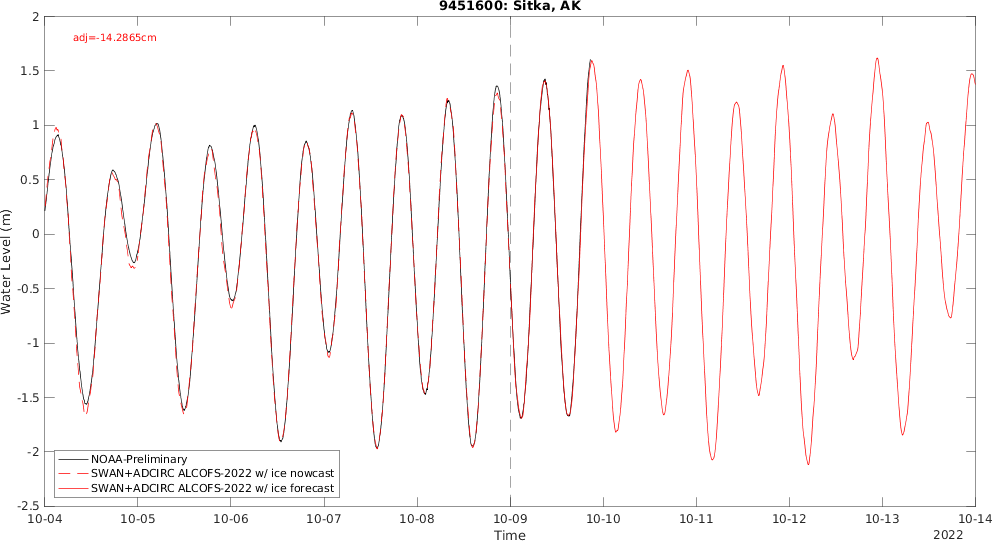 9451600: Sitka, AK
adj=-14.2865cm
2
1.5
1
0.5
0
-0.5
-1
-1.5
-2
-2.5
Water Level (m)
NOAA-Preliminary
SWAN+ADCIRC ALCOFS-2022 w/ ice nowcast
SWAN+ADCIRC ALCOFS-2022 w/ ice forecast
10-04 10-05 10-06 10-07 10-08 10-09 10-10 10-11 10-12 10-13 10-14
Time
2022